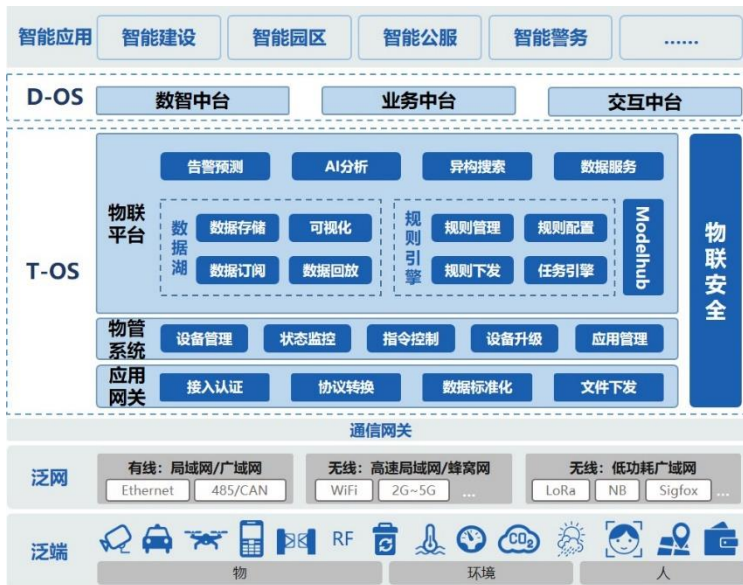 智能应用 智能建设 智能园区 智能公服 智能警务 ......
D-OS 数智中台 业务中台 交互中台
T-OS
物联平台
告警预测 AI分析 异构搜索 数据服务
数据湖
数据存储 可视化
数据订阅 数据回放
规则引擎
规则管理 规则配置
规则下发 任务引擎
Modelhub
物联安全
物管系统
设备管理 状态监控 指令控制 设备升级 应用管理
应用网关
接入认证 协议转换 数据标准化 文件下发
通信网关
泛网
有线：局域网/广域网
Ethernet 485/CAN
无线：高速局域网/蜂窝网
WiFi 2G~5G ...
无线：低功耗广域网
LoRa NB Sigfox ...
泛端
RF CO2
物 环境 人